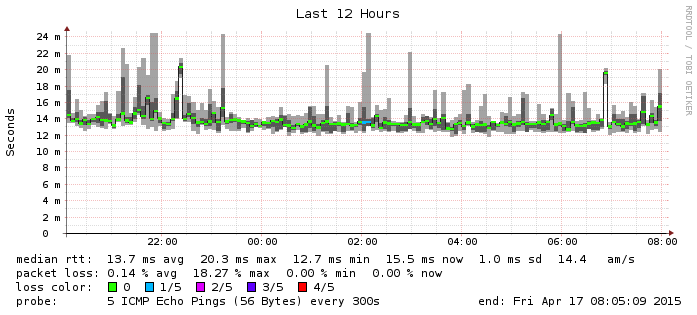 Last 12 Hours
RRDTOOL / TOBI OETIKER
Seconds
24 m
22 m
20 m
18 m
16 m
14 m
12 m
10 m
8 m
6 m
4 m
2 m
0
22:00 00:00 02:00 04:00 06:00 08:00
median rtt: 13.7 ms avg 20.3 ms max 12.7 ms min 15.5 ms now 1.0 ms sd 14.4 am/s
packet loss: 0.14 % avg 18.27 % max 0.00 % min 0.00 % now
loss color: 0 1/5 2/5 3/5 4/5
probe: 5 ICMP Echo Pings (56 Bytes) every 300s end: Fri Apr 17 08:05:09 2015